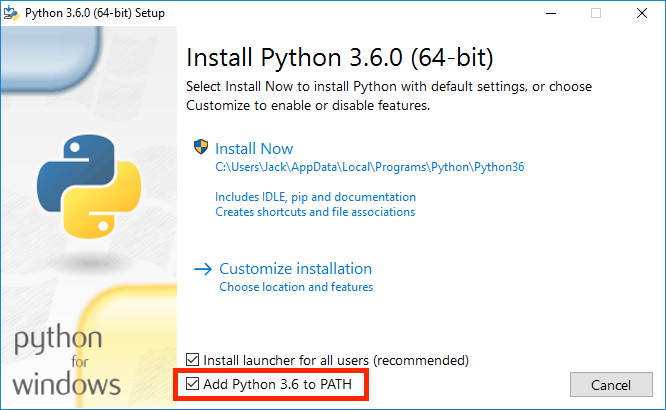 Python 3.6.0 (64-bit) Setup
Install Python 3.6.0 (64-bit)
Select Install Now to install Python with default settings, or choose
Customize to enable or disable features.
Install Now
C:\Users\Jack\AppData\Local\Programs\Python\Python36
Includes IDLE, pip and documentation
Creates shortcuts and file associations
Customize installation
Choose location and features
python
for
windows
Install launcher for all users (recommended)
Add Python 3.6 to PATH
Cancel